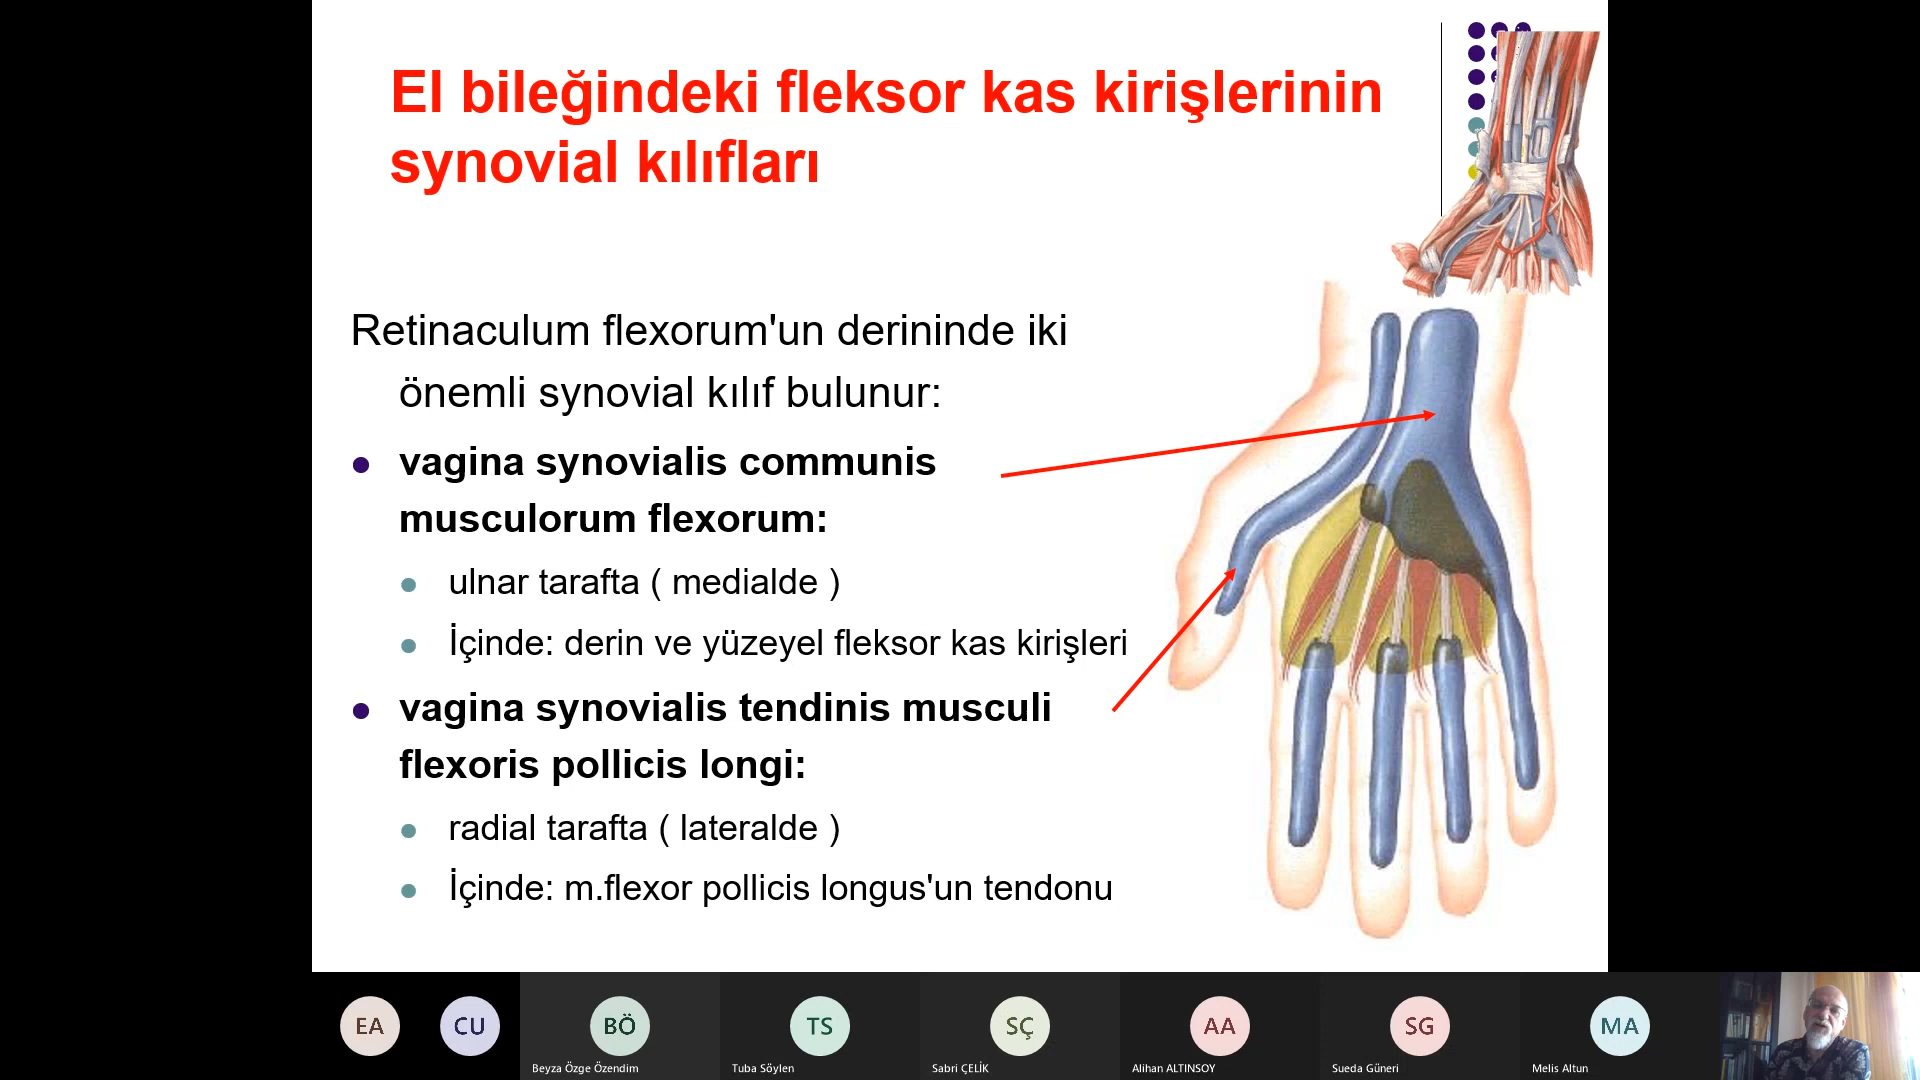 El bileğindeki fleksor kas kirişlerinin
synovial kılıfları
Retinaculum flexorum'un derininde iki
önemli synovial kılıf bulunur:
vagina synovialis communis
musculorum flexorum:
ulnar tarafta ( medialde )
İçinde: derin ve yüzeyel fleksor kas kirişleri
vagina synovialis tendinis musculi
flexoris pollicis longi:
radial tarafta ( lateralde )
İçinde: m.flexor pollicis longus'un tendonu
EA
CU
BÖ
TS
SÇ
AA
SG
MA
Beyza Özge Özendim
Tuba Söylen
Sabri ÇELİK
Alihan ALTINSOY
Sueda Güneri
Melis Altun